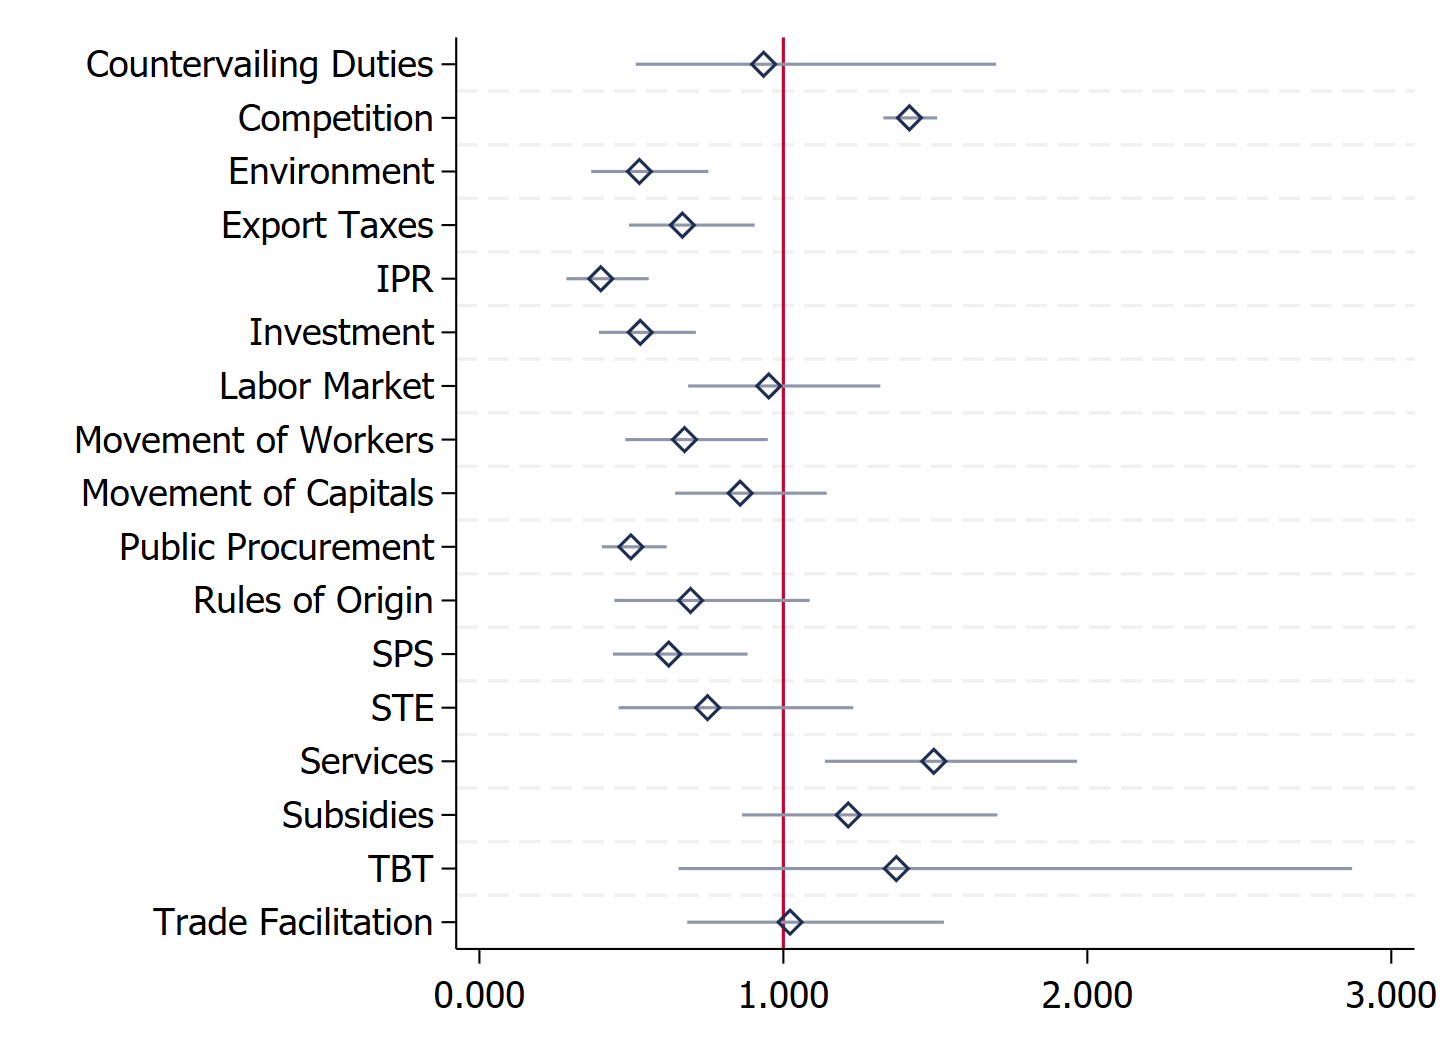 Countervailing Duties
Competition
Environment
Export Taxes
IPR
Investment
Labor Market
Movement of Workers
Movement of Capitals
Public Procurement
Rules of Origin
SPS
STE
Services
Subsidies
TBT
Trade Facilitation
0.000 1.000 2.000 3.000